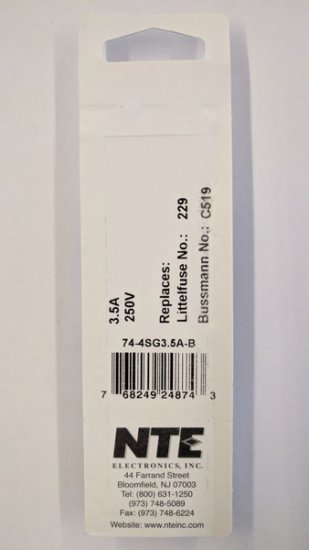 3.5A
250V
Replaces:
Littelfuse No.: 229
Bussmann No.: C519
74-4SG3.5A-B
7 68249 24874 3
NTE
ELECTRONICS, INC.
44 Farrand Street
Bloomfield, NJ 07003
Tel: (800) 631-1250
(973) 748-5089
Fax: (973) 748-6224
Website: www.nteinc.com